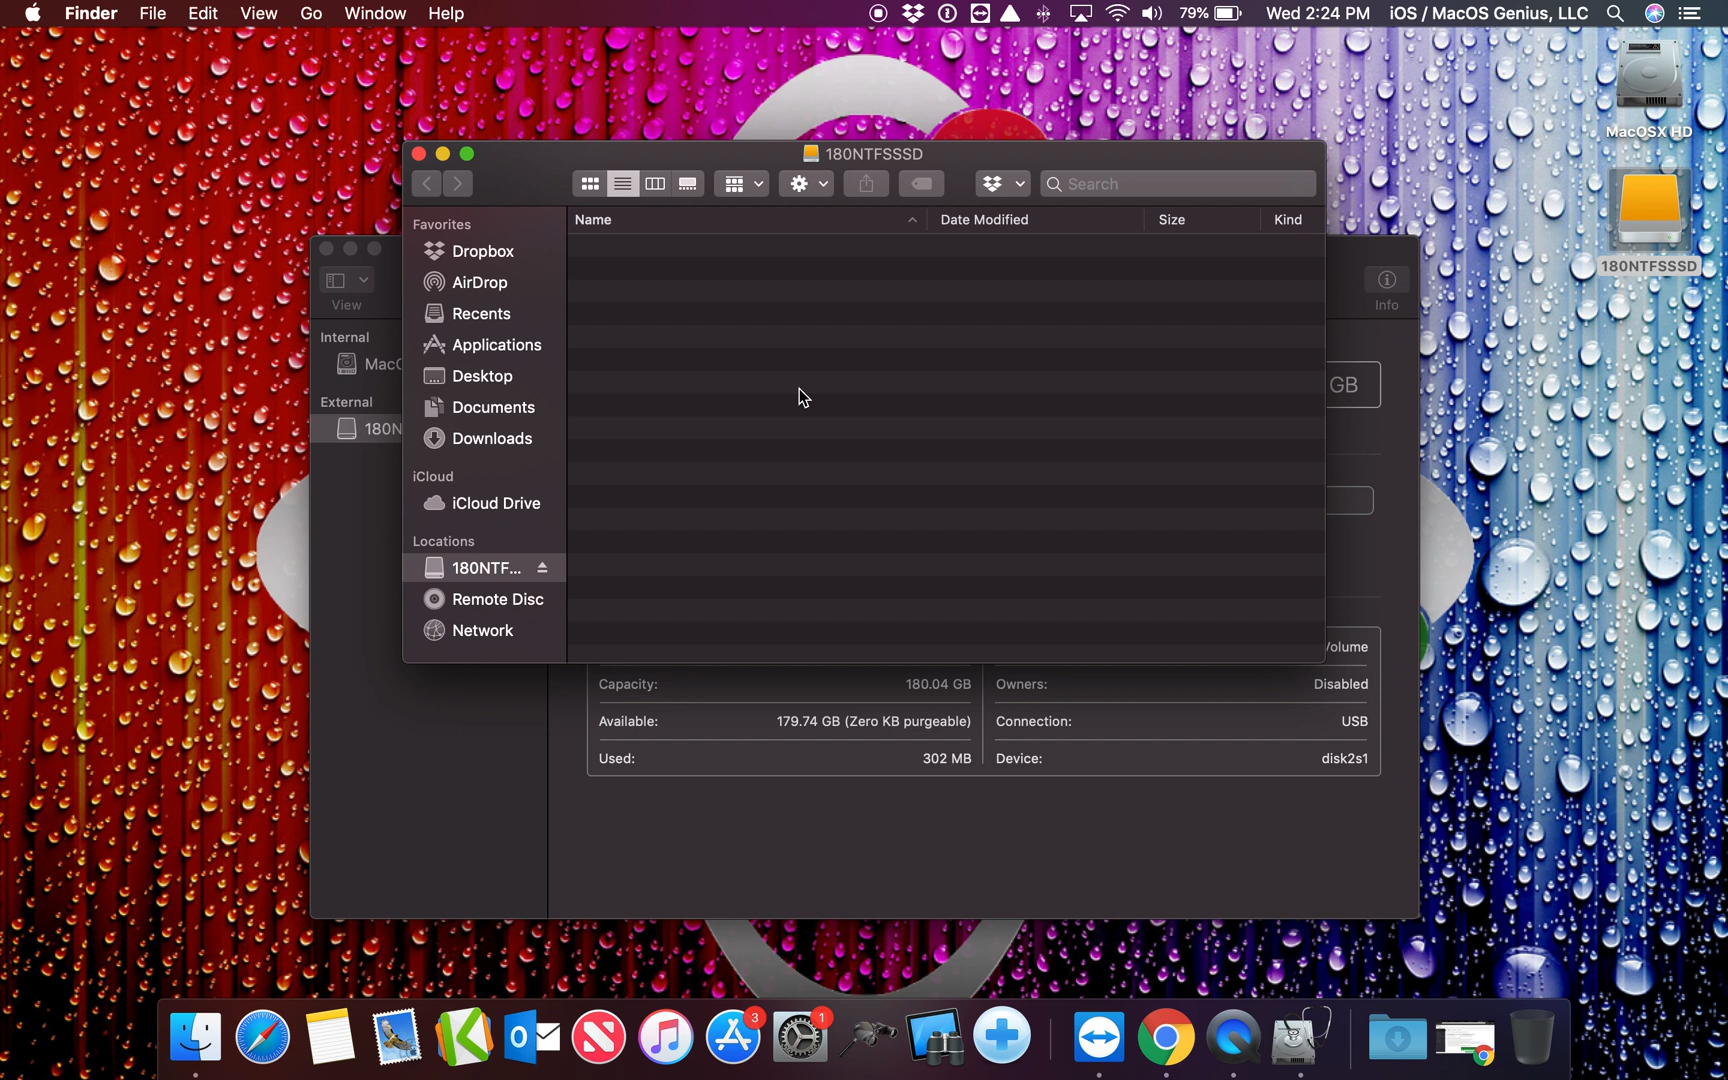 Finder File Edit View Go Window Help 79% Wed 2:24 PM iOS / MacOS Genius, LLC
MacOSX HD
180NTFSSSD
180NTFSSSD
Search
Name Date Modified Size Kind
Favorites
Dropbox
AirDrop
Recents
Applications
Desktop
Documents
Downloads
iCloud
iCloud Drive
Locations
180NTF...
Remote Disc
Network
View
Info
Internal
MacO
External
180N
GB
Volume
Capacity: 180.04 GB Owners: Disabled
Available: 179.74 GB (Zero KB purgeable) Connection: USB
Used: 302 MB Device: disk2s1
3
1